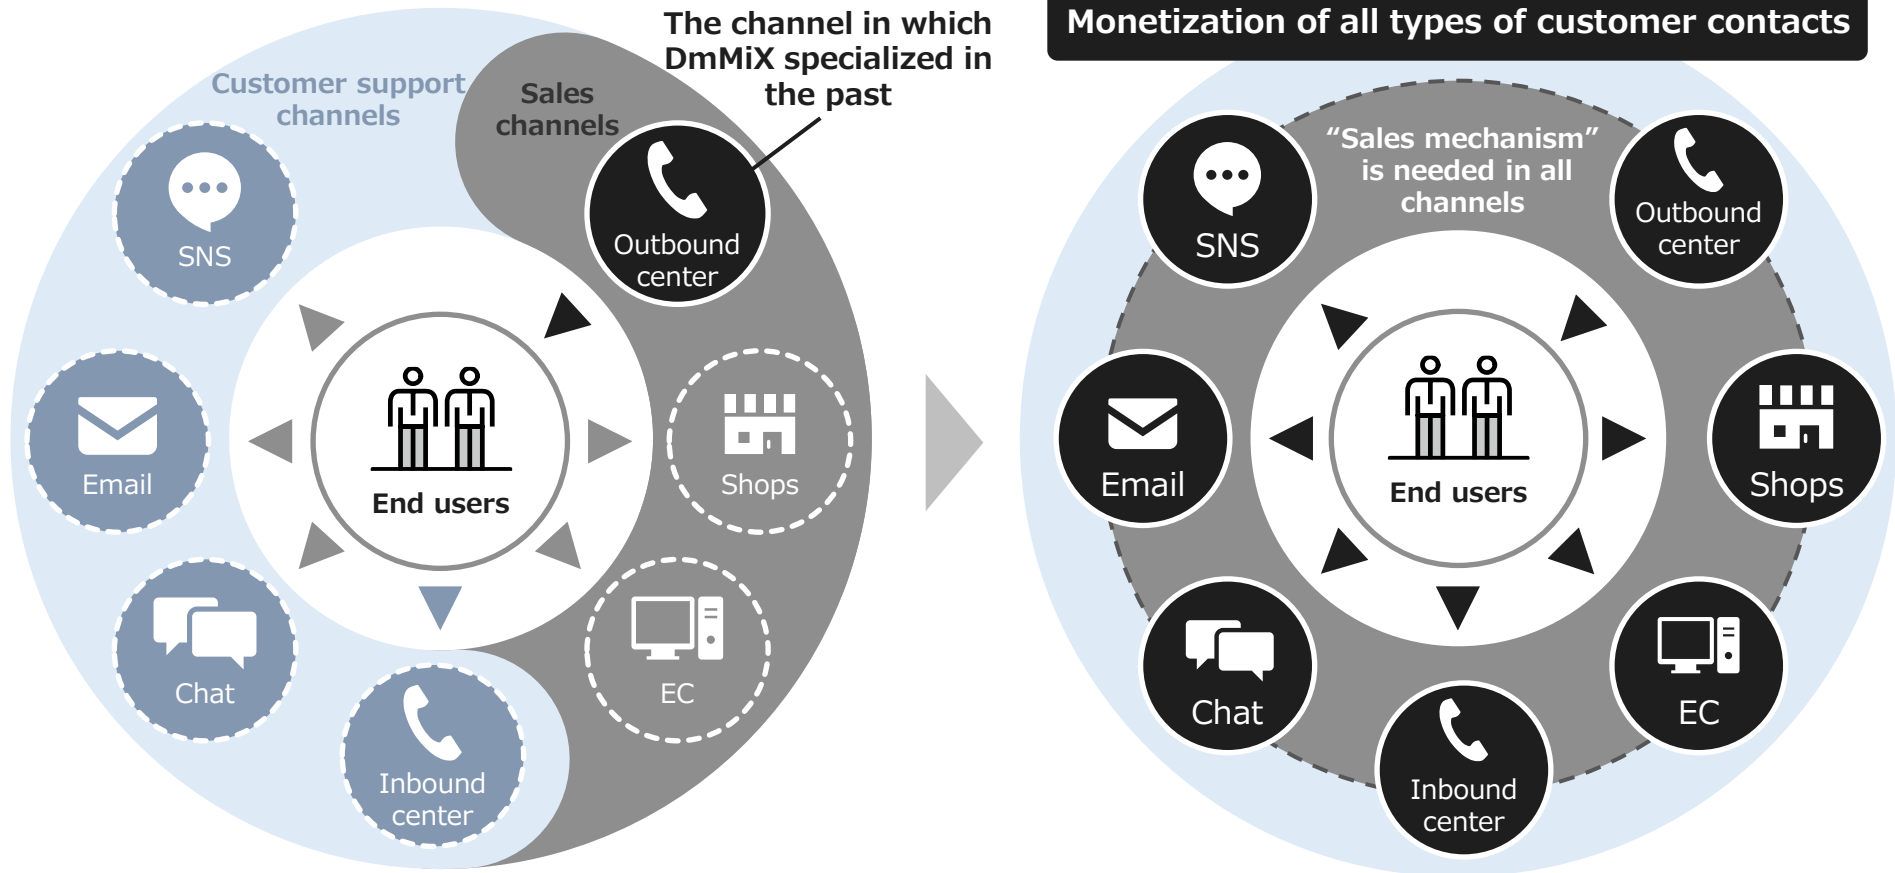 The channel in which
DmMiX specialized in
the past
Customer support
channels
Sales
channels
SNS
Outbound
center
Email
Shops
End users
Chat
EC
Inbound
center
Monetization of all types of customer contacts
“Sales mechanism”
is needed in all
channels
SNS
Outbound
center
Email
Shops
End users
Chat
EC
Inbound
center